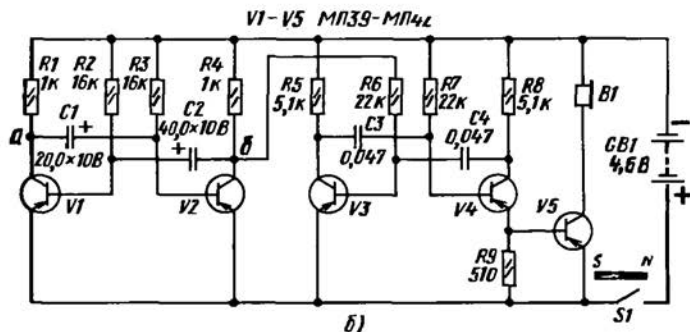 V1-V5 МП39-МП42
R1
1к
R2
16к
R3
16к
R4
1к
R5
5,1к
R6
22к
R7
22к
R8
5,1к
B1
а
C1
+
20,0×10В
C2
40,0×10В
+
б
C3
0,047
C4
0,047
GB1
4,6В
−
+
V1
V2
V3
V4
V5
R9
510
S
N
S1
б)